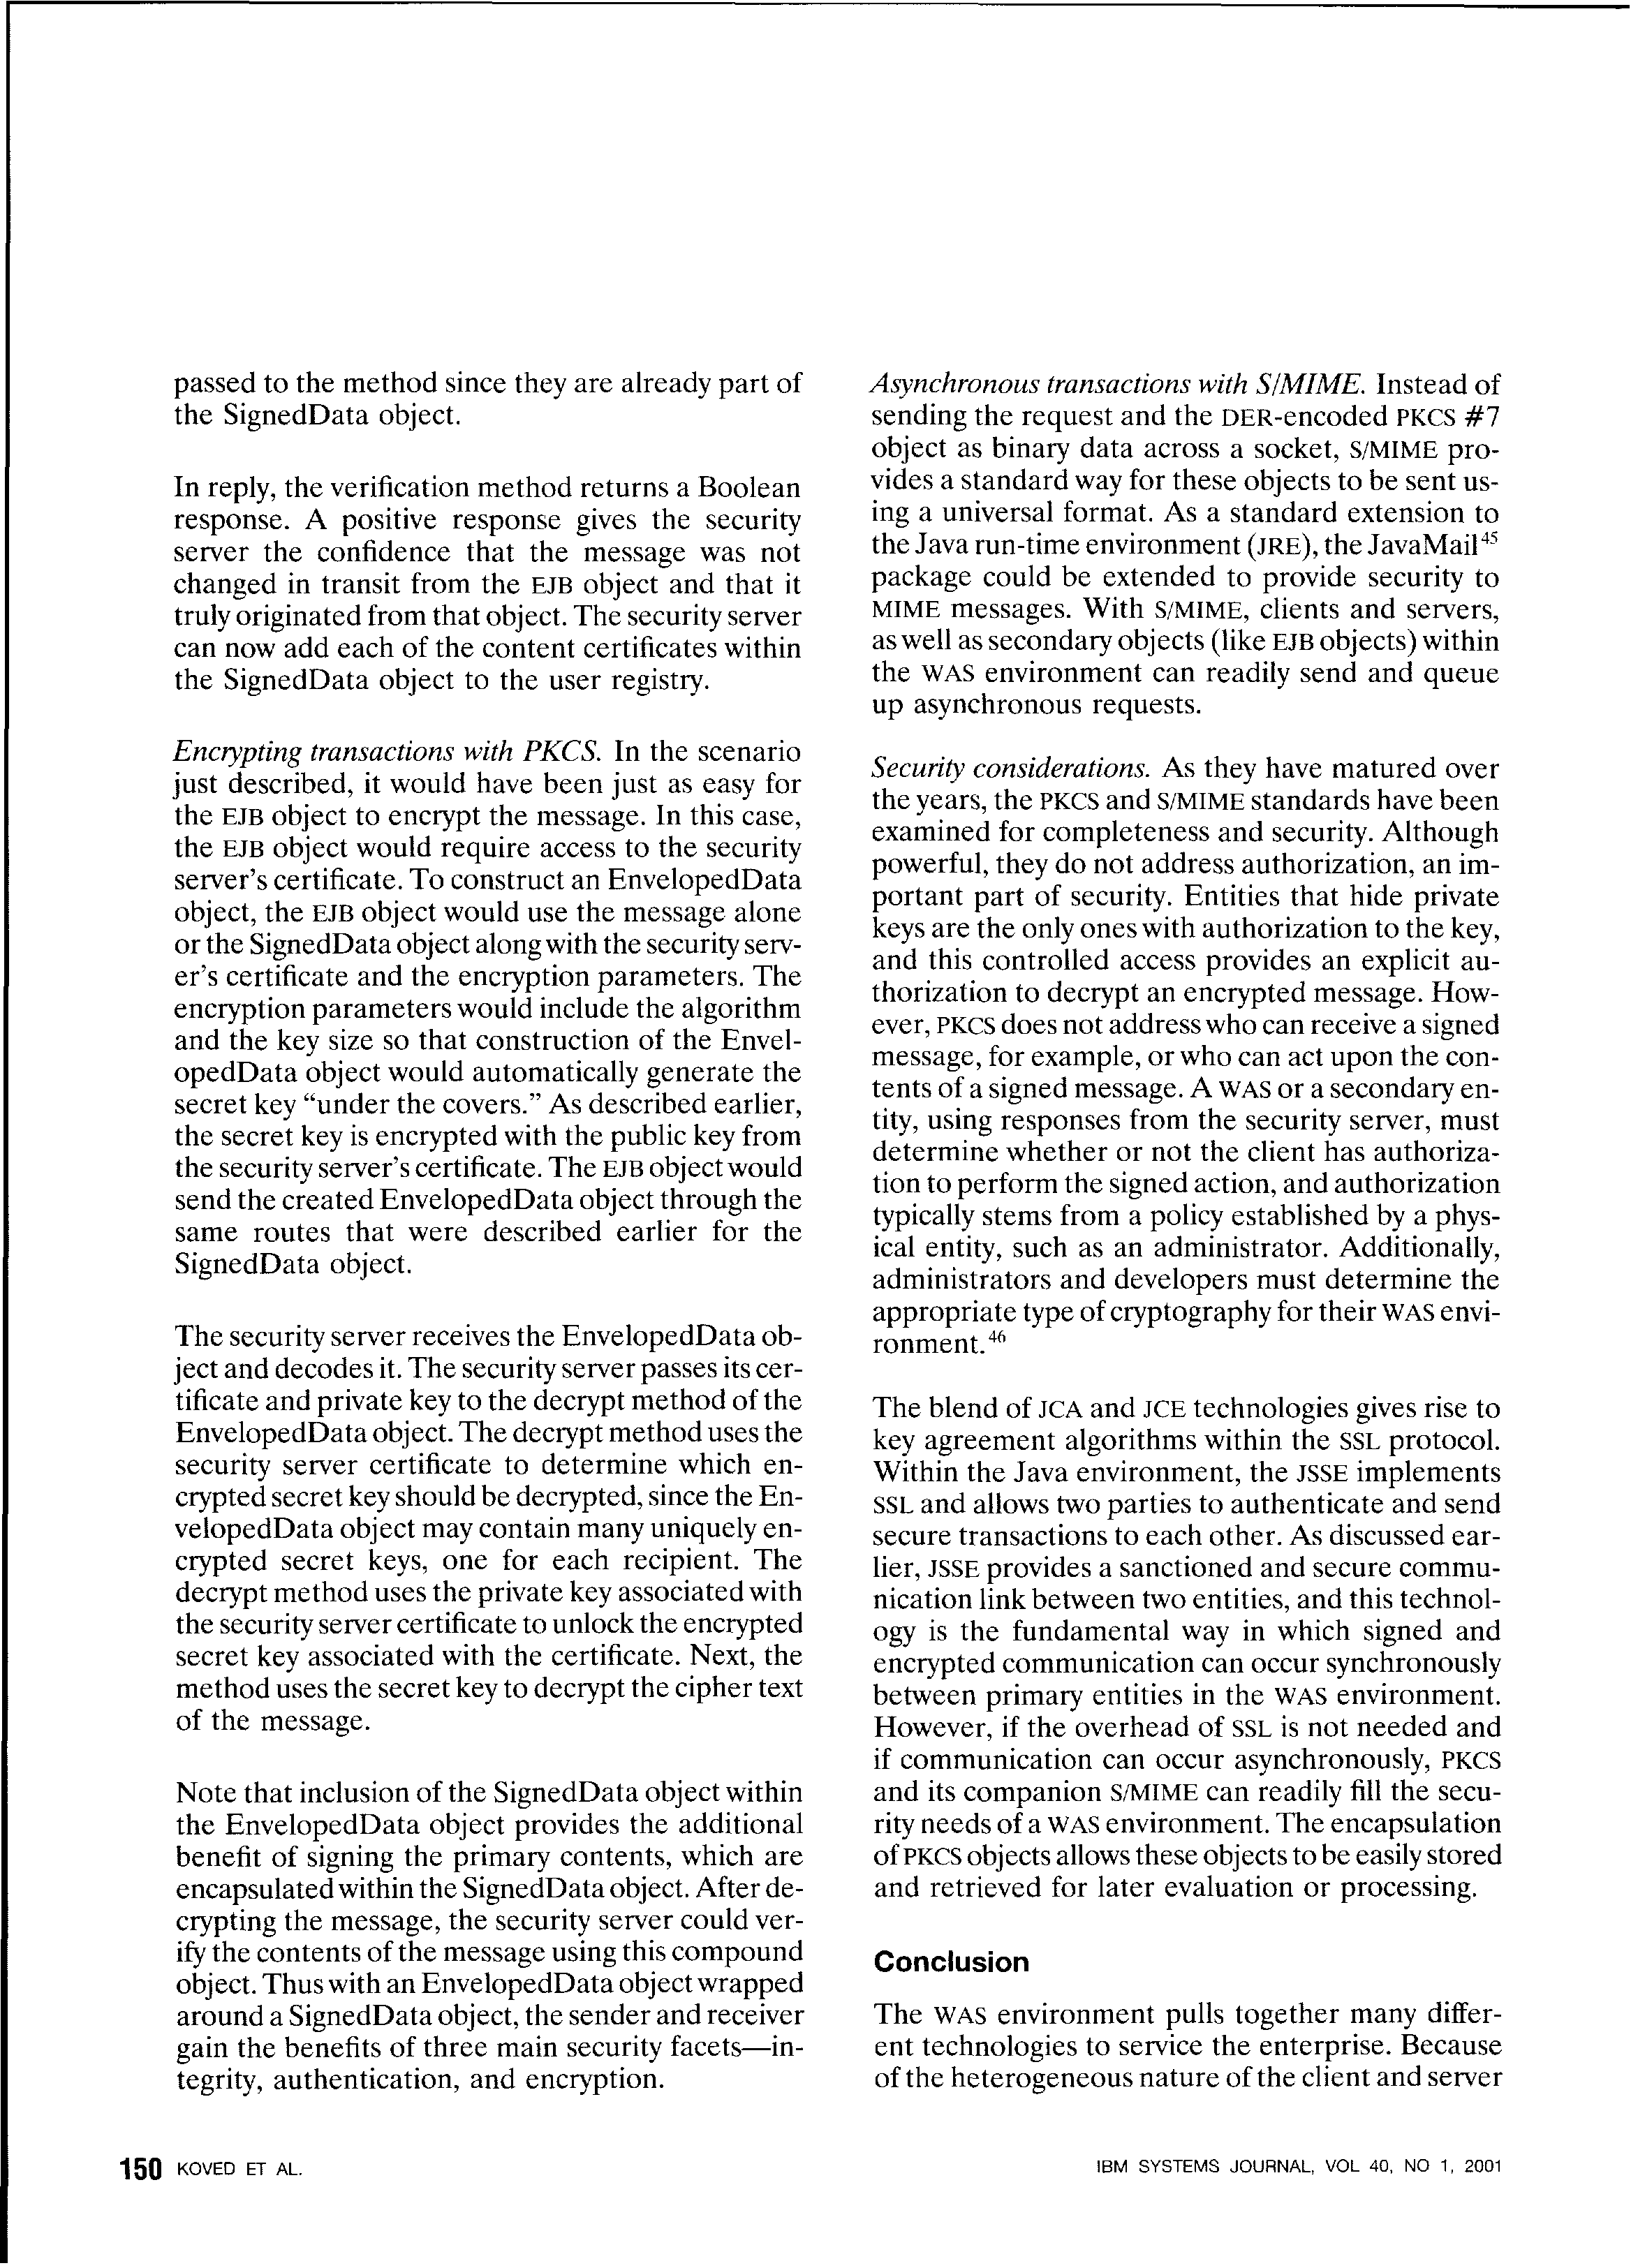 passed to the method since they are already part of
the SignedData object.
In reply, the verification method returns a Boolean
response. A positive response gives the security
server the confidence that the message was not
changed in transit from the EJB object and that it
truly originated from that object. The security server
can now add each of the content certificates within
the SignedData object to the user registry.
Encrypting transactions with PKCS. In the scenario
just described, it would have been just as easy for
the EJB object to encrypt the message. In this case,
the EJB object would require access to the security
server's certificate. To construct an EnvelopedData
object, the EJB object would use the message alone
or the SignedData object along with the security serv-
er's certificate and the encryption parameters. The
encryption parameters would include the algorithm
and the key size so that construction of the Envel-
opedData object would automatically generate the
secret key “under the covers.” As described earlier,
the secret key is encrypted with the public key from
the security server's certificate. The EJB object would
send the created EnvelopedData object through the
same routes that were described earlier for the
SignedData object.
The security server receives the EnvelopedData ob-
ject and decodes it. The security server passes its cer-
tificate and private key to the decrypt method of the
EnvelopedData object. The decrypt method uses the
security server certificate to determine which en-
crypted secret key should be decrypted, since the En-
velopedData object may contain many uniquely en-
crypted secret keys, one for each recipient. The
decrypt method uses the private key associated with
the security server certificate to unlock the encrypted
secret key associated with the certificate. Next, the
method uses the secret key to decrypt the cipher text
of the message.
Note that inclusion of the SignedData object within
the EnvelopedData object provides the additional
benefit of signing the primary contents, which are
encapsulated within the SignedData object. After de-
crypting the message, the security server could ver-
ify the contents of the message using this compound
object. Thus with an EnvelopedData object wrapped
around a SignedData object, the sender and receiver
gain the benefits of three main security facets—in-
tegrity, authentication, and encryption.
Asynchronous transactions with S/MIME. Instead of
sending the request and the DER-encoded PKCS #7
object as binary data across a socket, S/MIME pro-
vides a standard way for these objects to be sent us-
ing a universal format. As a standard extension to
the Java run-time environment (JRE), the JavaMail45
package could be extended to provide security to
MIME messages. With S/MIME, clients and servers,
as well as secondary objects (like EJB objects) within
the WAS environment can readily send and queue
up asynchronous requests.
Security considerations. As they have matured over
the years, the PKCS and S/MIME standards have been
examined for completeness and security. Although
powerful, they do not address authorization, an im-
portant part of security. Entities that hide private
keys are the only ones with authorization to the key,
and this controlled access provides an explicit au-
thorization to decrypt an encrypted message. How-
ever, PKCS does not address who can receive a signed
message, for example, or who can act upon the con-
tents of a signed message. A WAS or a secondary en-
tity, using responses from the security server, must
determine whether or not the client has authoriza-
tion to perform the signed action, and authorization
typically stems from a policy established by a phys-
ical entity, such as an administrator. Additionally,
administrators and developers must determine the
appropriate type of cryptography for their WAS envi-
ronment.46
The blend of JCA and JCE technologies gives rise to
key agreement algorithms within the SSL protocol.
Within the Java environment, the JSSE implements
SSL and allows two parties to authenticate and send
secure transactions to each other. As discussed ear-
lier, JSSE provides a sanctioned and secure commu-
nication link between two entities, and this technol-
ogy is the fundamental way in which signed and
encrypted communication can occur synchronously
between primary entities in the WAS environment.
However, if the overhead of SSL is not needed and
if communication can occur asynchronously, PKCS
and its companion S/MIME can readily fill the secu-
rity needs of a WAS environment. The encapsulation
of PKCS objects allows these objects to be easily stored
and retrieved for later evaluation or processing.
Conclusion
The WAS environment pulls together many differ-
ent technologies to service the enterprise. Because
of the heterogeneous nature of the client and server
150 KOVED ET AL.
IBM SYSTEMS JOURNAL, VOL 40, NO 1, 2001